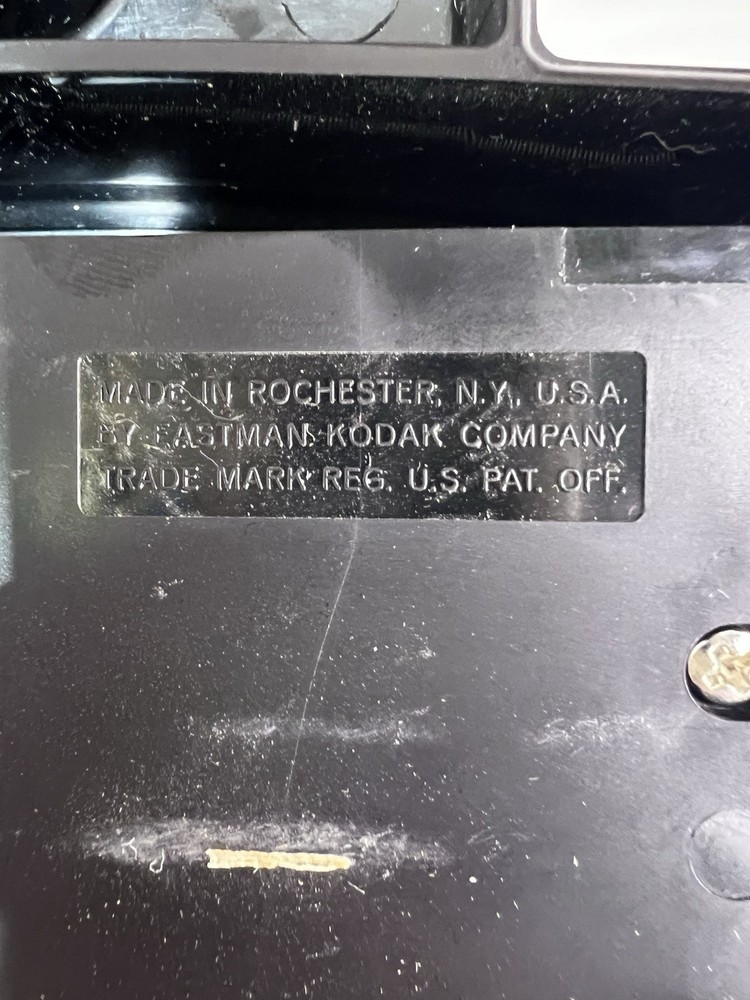 MADE IN ROCHESTER, N.Y., U.S.A.
BY EASTMAN KODAK COMPANY
TRADE MARK REG. U.S. PAT. OFF.